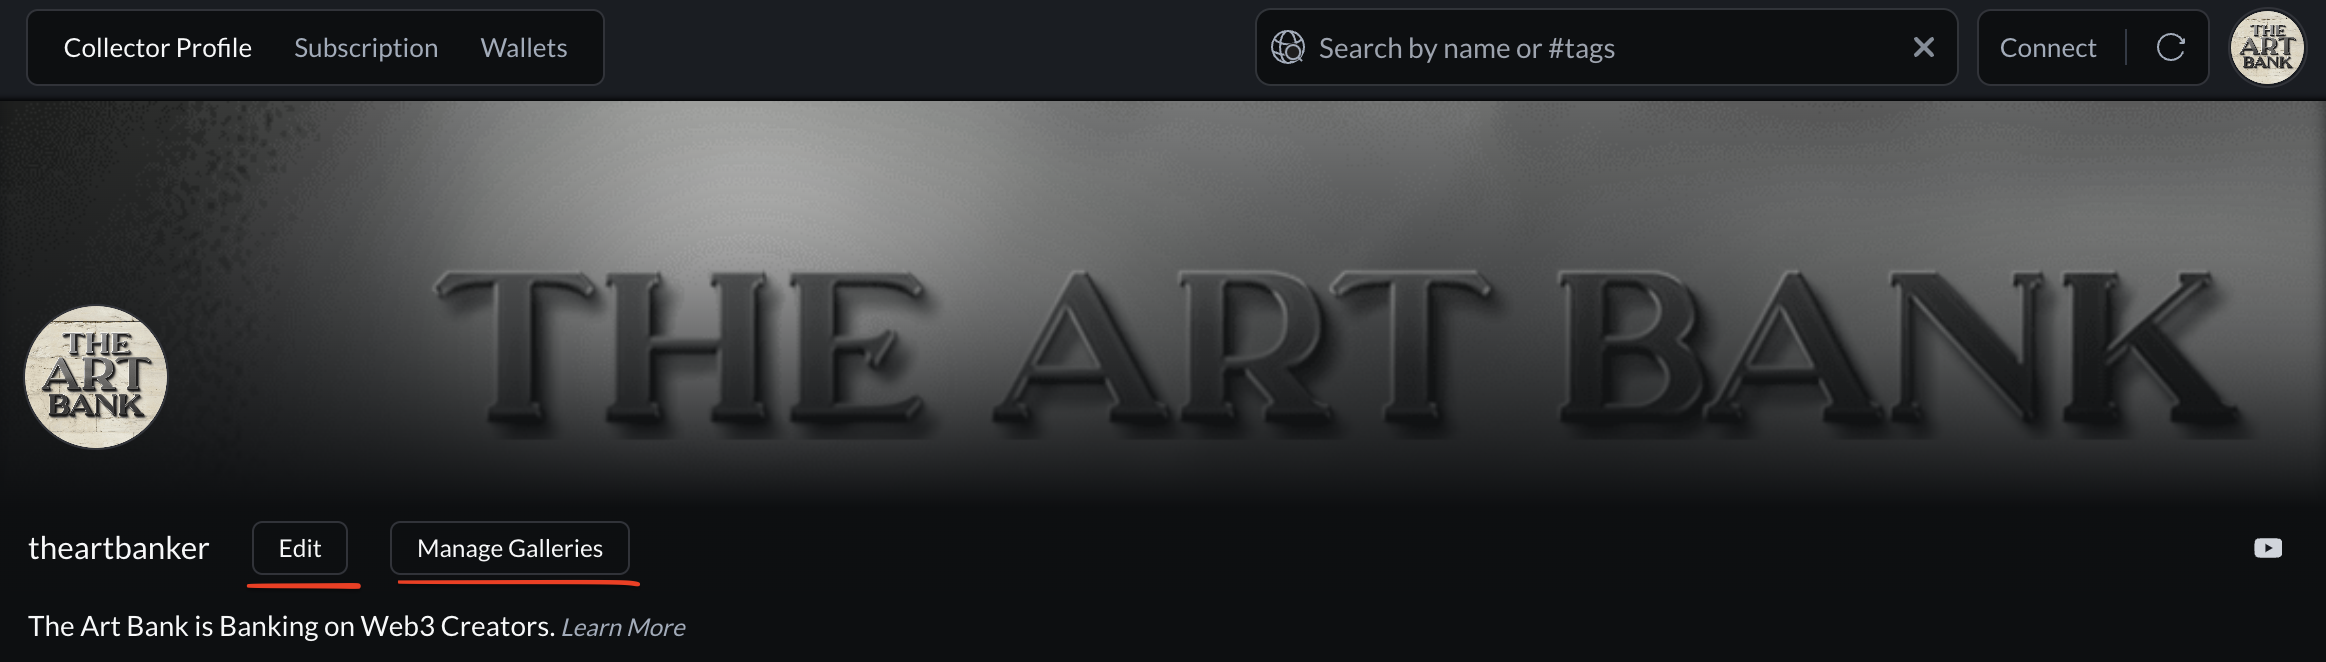 Collector Profile Subscription Wallets
Search by name or #tags
Connect
THE
ART
BANK
THE ART BANK
THE
ART
BANK
theartbanker Edit Manage Galleries
The Art Bank is Banking on Web3 Creators. Learn More